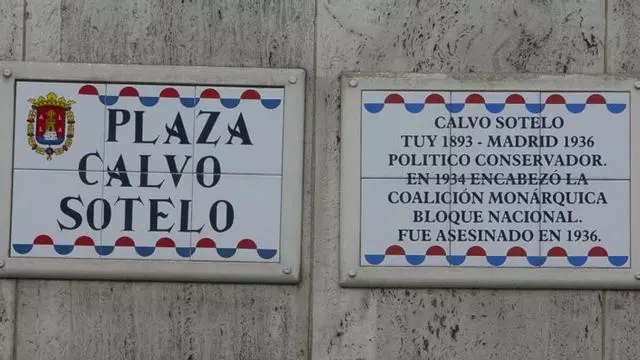 PLAZA
CALVO
SOTELO
CALVO SOTELO
TUY 1893 - MADRID 1936
POLITICO CONSERVADOR.
EN 1934 ENCABEZÓ LA
COALICIÓN MONÁRQUICA
BLOQUE NACIONAL.
FUE ASESINADO EN 1936.